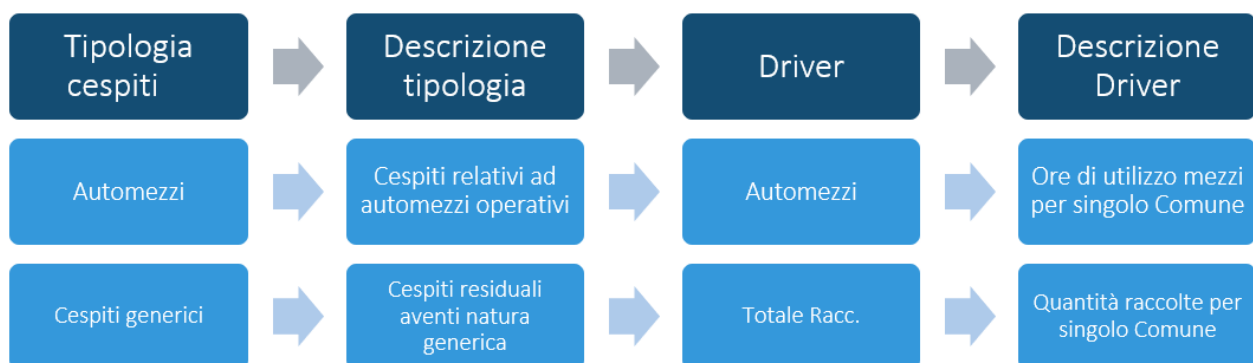 Tipologia
cespiti
Descrizione
tipologia
Driver
Descrizione
Driver
Automezzi
Cespiti relativi ad
automezzi operativi
Automezzi
Ore di utilizzo mezzi
per singolo Comune
Cespiti generici
Cespiti residuali
aventi natura
generica
Totale Racc.
Quantità raccolte per
singolo Comune